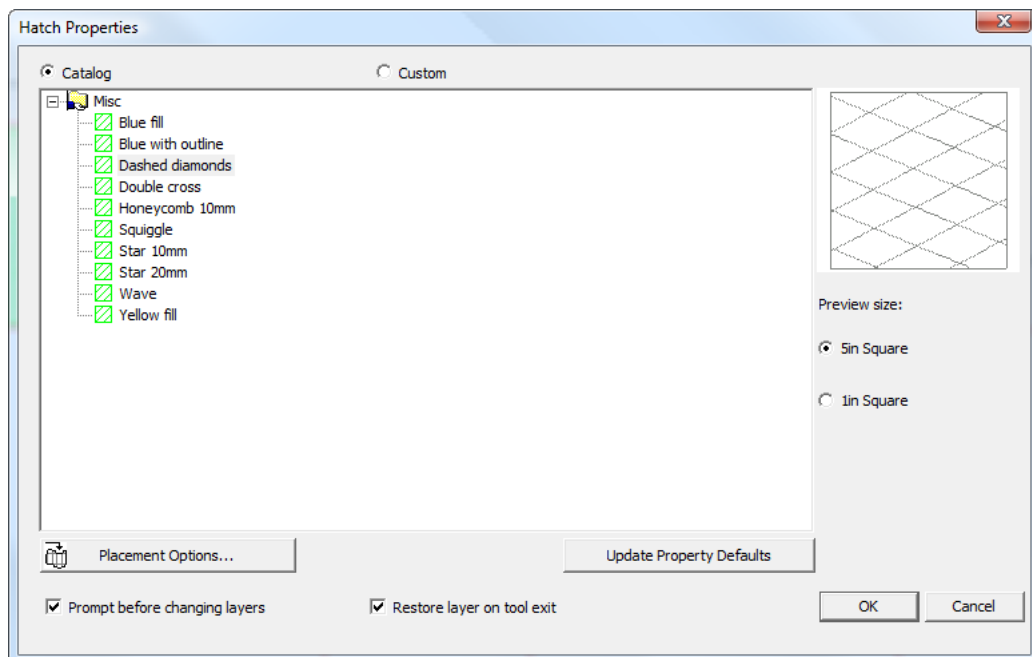 Hatch Properties
Catalog
Custom
Misc
Blue fill
Blue with outline
Dashed diamonds
Double cross
Honeycomb 10mm
Squiggle
Star 10mm
Star 20mm
Wave
Yellow fill
Preview size:
5in Square
1in Square
Placement Options...
Update Property Defaults
Prompt before changing layers
Restore layer on tool exit
OK
Cancel